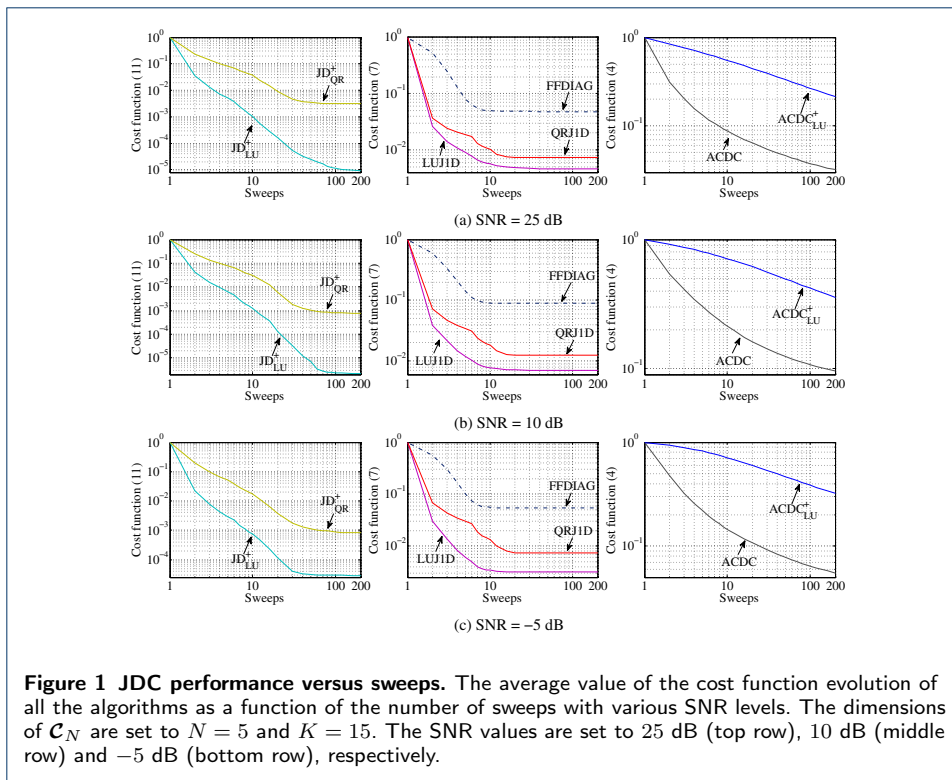 10^0
10^-1
10^-2
10^-3
10^-4
10^-5
Cost function (11)
JD^+_QR
JD^+_LU
1 10 100 200
Sweeps
10^0
10^-1
10^-2
Cost function (7)
FFDIAG
QRJ1D
LUJ1D
1 10 100 200
Sweeps
10^0
10^-1
Cost function (4)
ACDC^+_LU
ACDC
1 10 100 200
Sweeps
(a) SNR = 25 dB
10^0
10^-1
10^-2
10^-3
10^-4
10^-5
Cost function (11)
JD^+_QR
JD^+_LU
1 10 100 200
Sweeps
10^0
10^-1
10^-2
Cost function (7)
FFDIAG
QRJ1D
LUJ1D
1 10 100 200
Sweeps
10^0
10^-1
Cost function (4)
ACDC^+_LU
ACDC
1 10 100 200
Sweeps
(b) SNR = 10 dB
10^0
10^-1
10^-2
10^-3
10^-4
Cost function (11)
JD^+_QR
JD^+_LU
1 10 100 200
Sweeps
10^0
10^-1
10^-2
Cost function (7)
FFDIAG
QRJ1D
LUJ1D
1 10 100 200
Sweeps
10^0
10^-1
Cost function (4)
ACDC^+_LU
ACDC
1 10 100 200
Sweeps
(c) SNR = −5 dB
Figure 1 JDC performance versus sweeps. The average value of the cost function evolution of
all the algorithms as a function of the number of sweeps with various SNR levels. The dimensions
of 𝓒_N are set to N = 5 and K = 15. The SNR values are set to 25 dB (top row), 10 dB (middle
row) and −5 dB (bottom row), respectively.